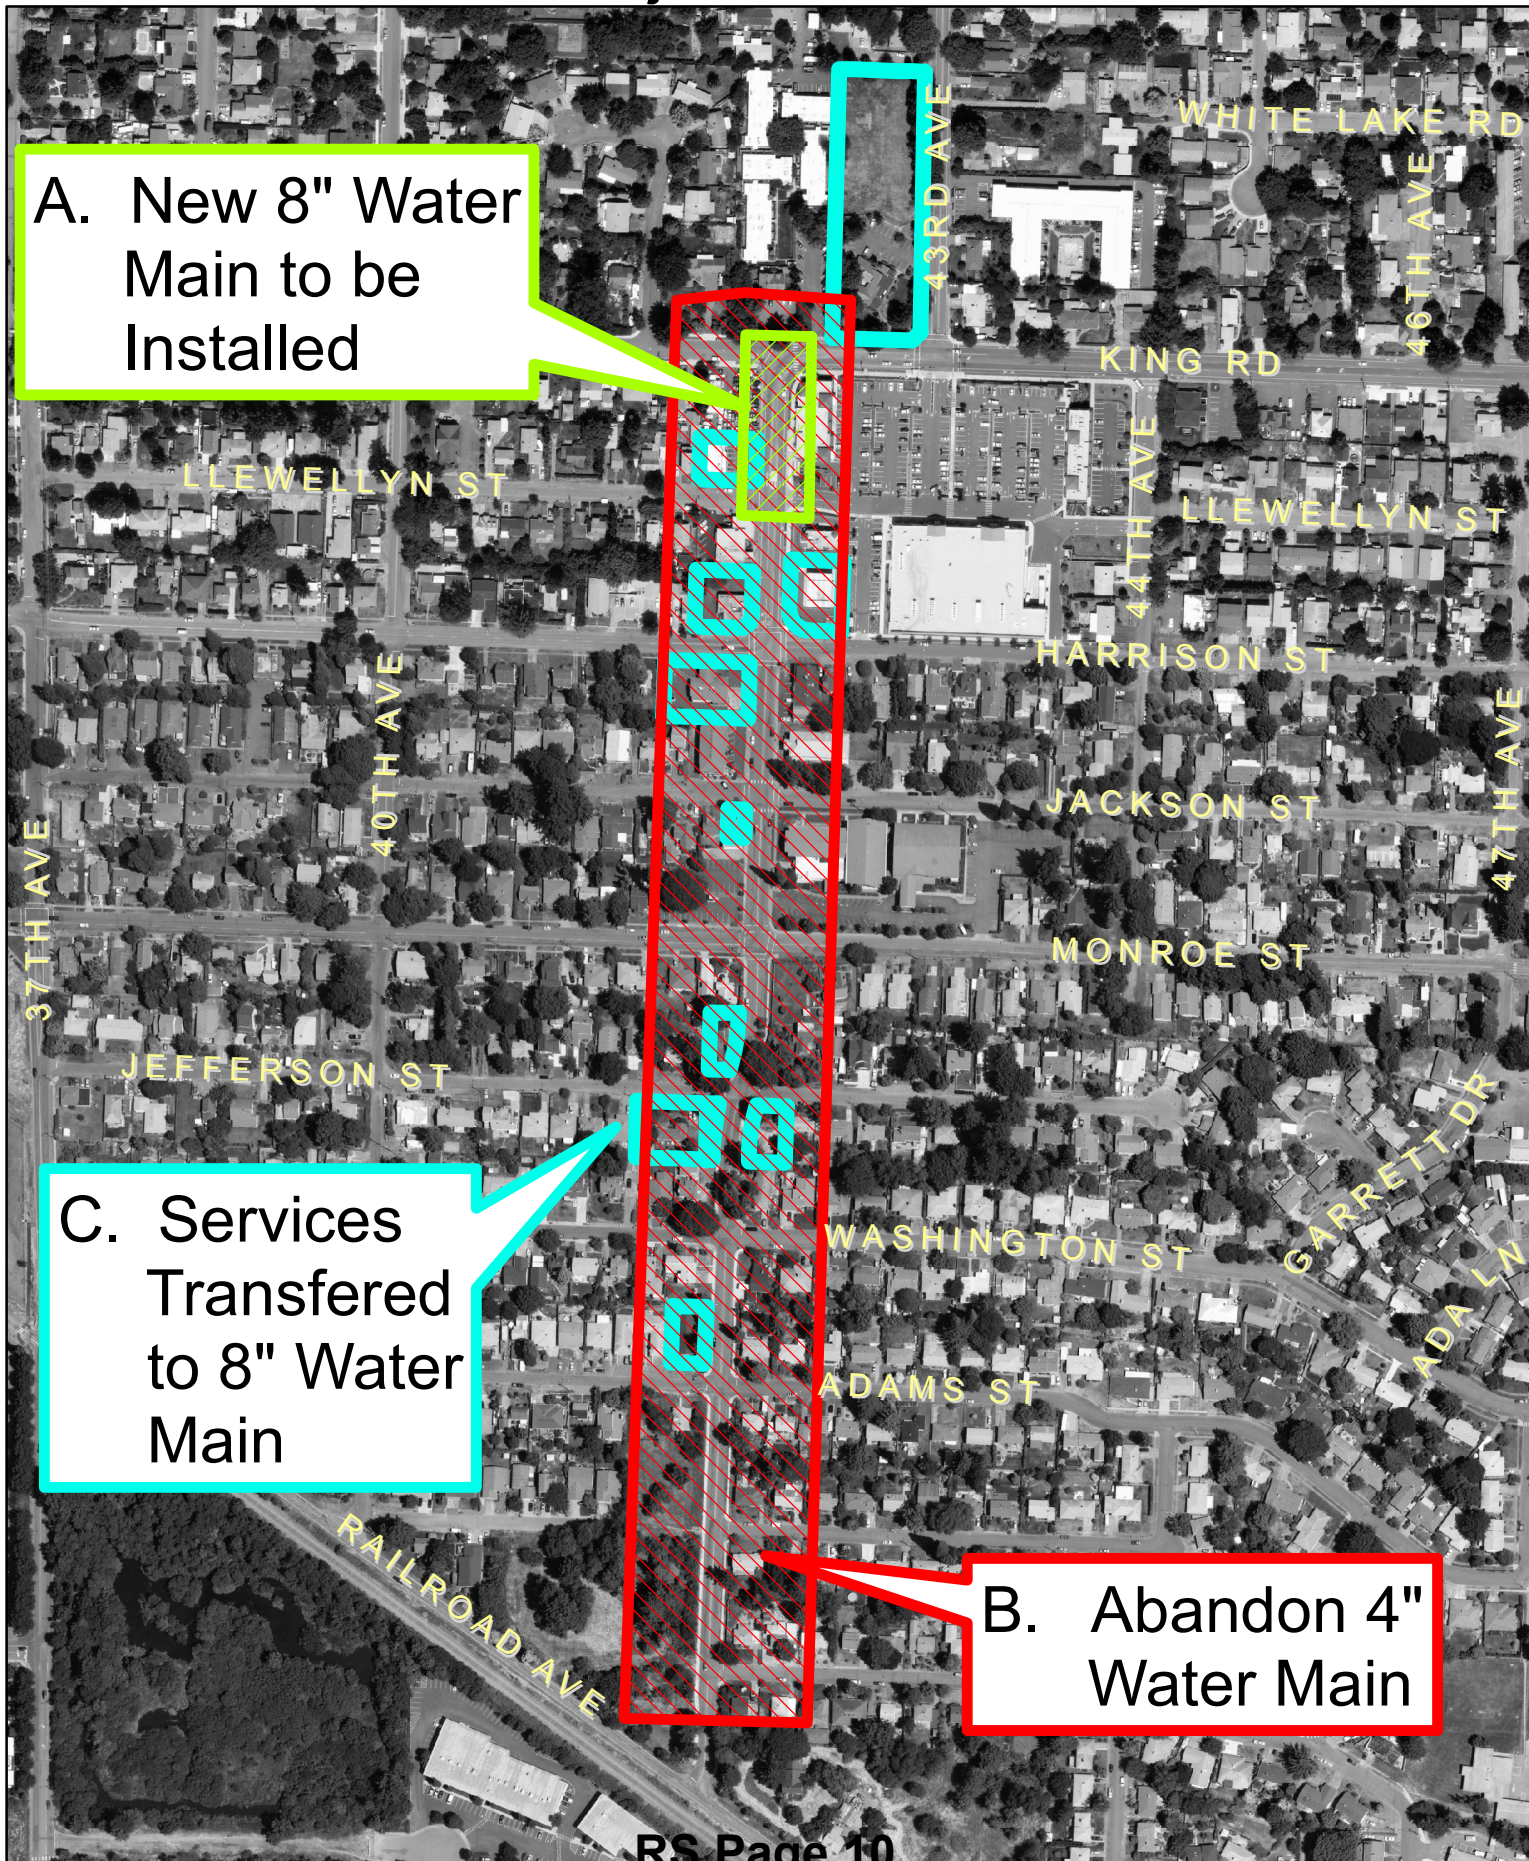 WHITE LAKE RD
43RD AVE
46TH AVE
A. New 8" Water
Main to be
Installed
KING RD
LLEWELLYN ST
44TH AVE
LLEWELLYN ST
HARRISON ST
40TH AVE
47TH AVE
JACKSON ST
37TH AVE
MONROE ST
JEFFERSON ST
GARRETT DR
C. Services
Transfered
to 8" Water
Main
WASHINGTON ST
ADA LN
ADAMS ST
RAILROAD AVE
B. Abandon 4"
Water Main
RS Page 10